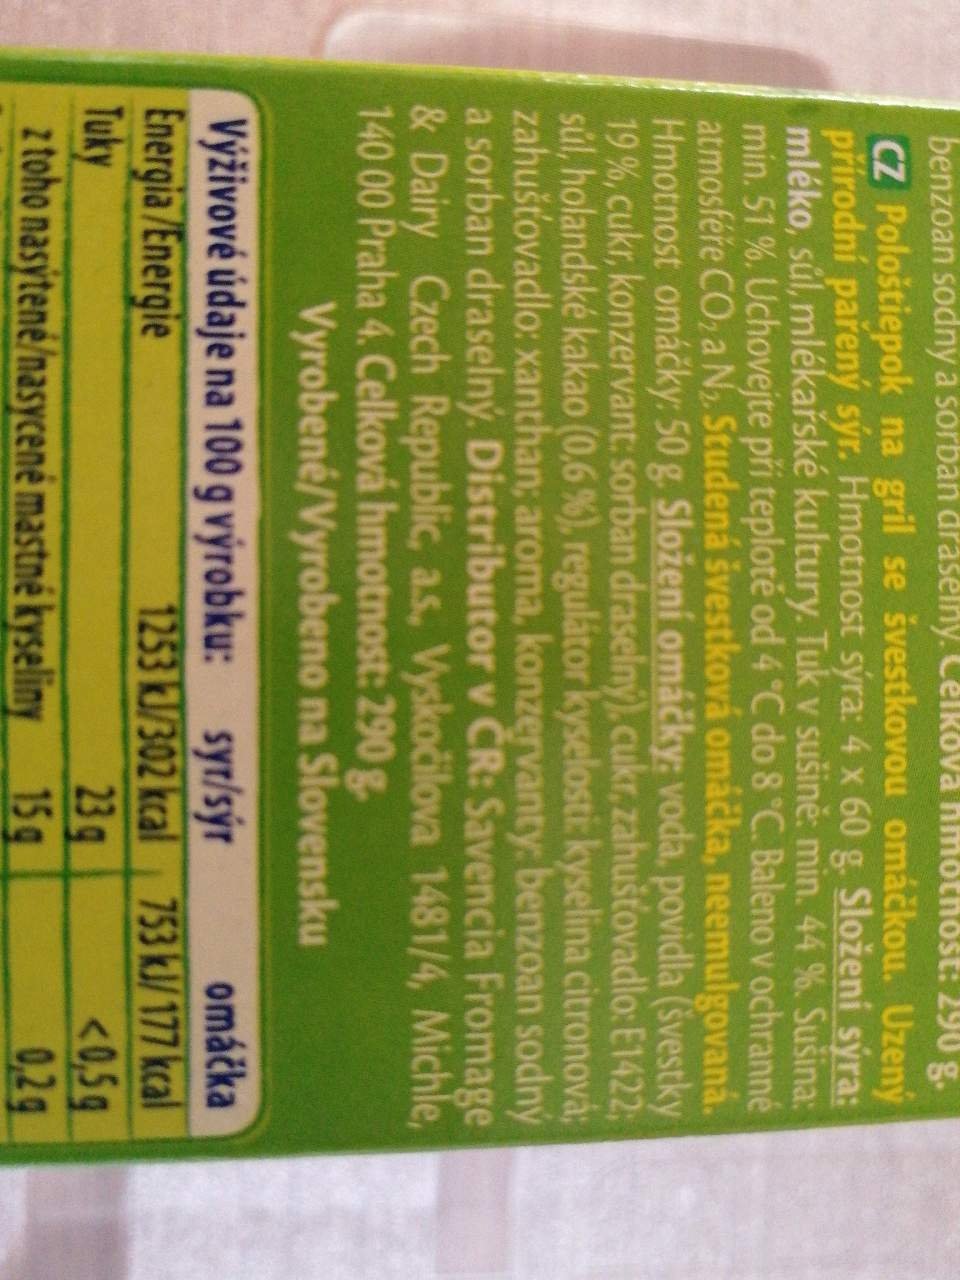 benzoan sodný a sorban draselný. Celková hmotnosť: 290 g.
CZ Pološtiepok na gril se švestkovou omáčkou. Uzený
přírodní pařený sýr. Hmotnost sýra: 4 x 60 g. Složení sýra:
mléko, sůl, mlékařské kultury. Tuk v sušině: min. 44 %. Sušina:
min. 51 %. Uchovejte při teplotě od 4 °C do 8 °C. Baleno v ochranné
atmosféře CO₂ a N₂. Studená švestková omáčka, neemulgovaná.
Hmotnost omáčky: 50 g. Složení omáčky: voda, povidla (švestky
19 %, cukr, konzervant: sorban draselný), cukr, zahušťovadlo: E1422;
sůl, holandské kakao (0,6 %), regulátor kyselosti: kyselina citronová;
zahušťovadlo: xanthan; aroma, konzervanty: benzoan sodný
a sorban draselný. Distributor v ČR: Savencia Fromage
& Dairy Czech Republic, a.s., Vyskočilova 1481/4, Michle,
140 00 Praha 4. Celková hmotnost: 290 g.
Vyrobené/Vyrobeno na Slovensku
Výživové údaje na 100 g výrobku: syr/sýr omáčka
Energia/Energie 1253 kJ/302 kcal 753 kJ/177 kcal
Tuky 23 g <0,5 g
z toho nasýtené/nasycené mastné kyseliny 15 g 0,2 g